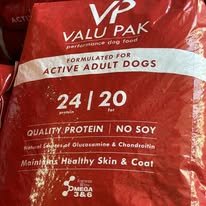 VP
VALU PAK
performance dog food
FORMULATED FOR
ACTIVE ADULT DOGS
24 | 20
protein fat
QUALITY PROTEIN | NO SOY
Natural Sources of Glucosamine & Chondroitin
Maintains Healthy Skin & Coat
OMEGA
3&6